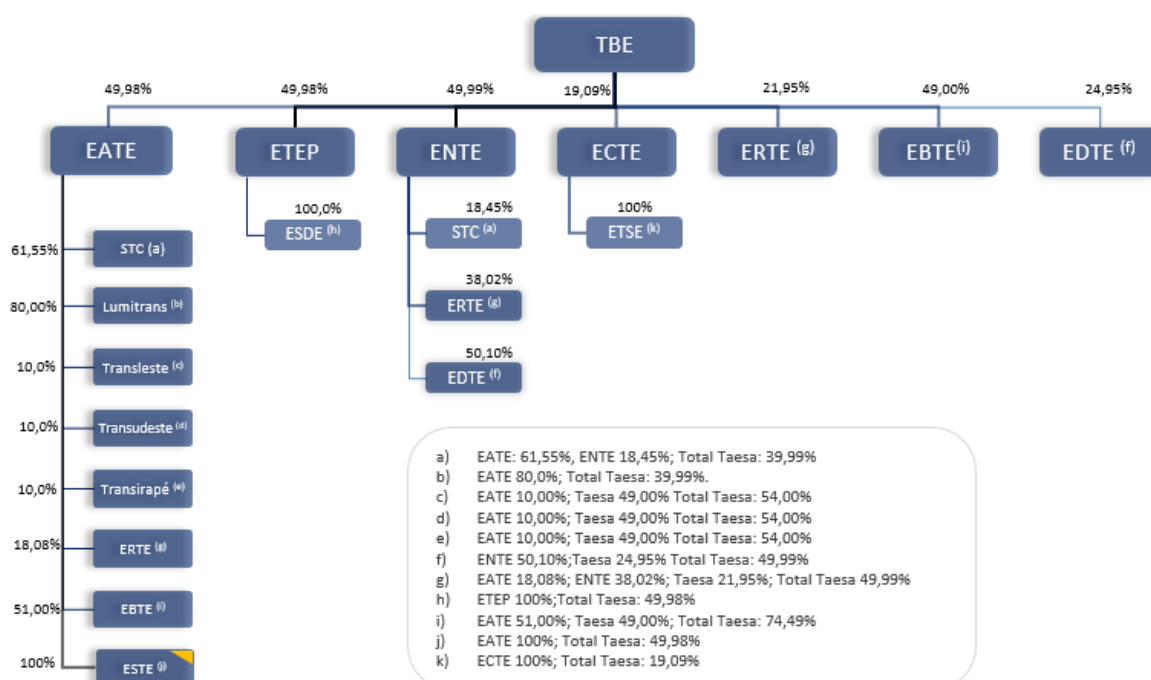 TBE
49,98%
49,98%
49,99%
19,09%
21,95%
49,00%
24,95%
EATE
ETEP
ENTE
ECTE
ERTE (g)
EBTE(i)
EDTE (f)
100,0%
18,45%
100%
ESDE (h)
STC (a)
ETSE (k)
61,55%
STC (a)
38,02%
80,00%
Lumitrans (b)
ERTE (g)
50,10%
10,0%
Transleste (c)
EDTE (f)
10,0%
Transudeste (d)
10,0%
Transirapé (e)
18,08%
ERTE (g)
51,00%
EBTE (i)
100%
ESTE (j)
a) EATE: 61,55%, ENTE 18,45%; Total Taesa: 39,99%
b) EATE 80,0%; Total Taesa: 39,99%.
c) EATE 10,00%; Taesa 49,00% Total Taesa: 54,00%
d) EATE 10,00%; Taesa 49,00% Total Taesa: 54,00%
e) EATE 10,00%; Taesa 49,00% Total Taesa: 54,00%
f) ENTE 50,10%;Taesa 24,95% Total Taesa: 49,99%
g) EATE 18,08%; ENTE 38,02%; Taesa 21,95%; Total Taesa 49,99%
h) ETEP 100%;Total Taesa: 49,98%
i) EATE 51,00%; Taesa 49,00%; Total Taesa: 74,49%
j) EATE 100%; Total Taesa: 49,98%
k) ECTE 100%; Total Taesa: 19,09%